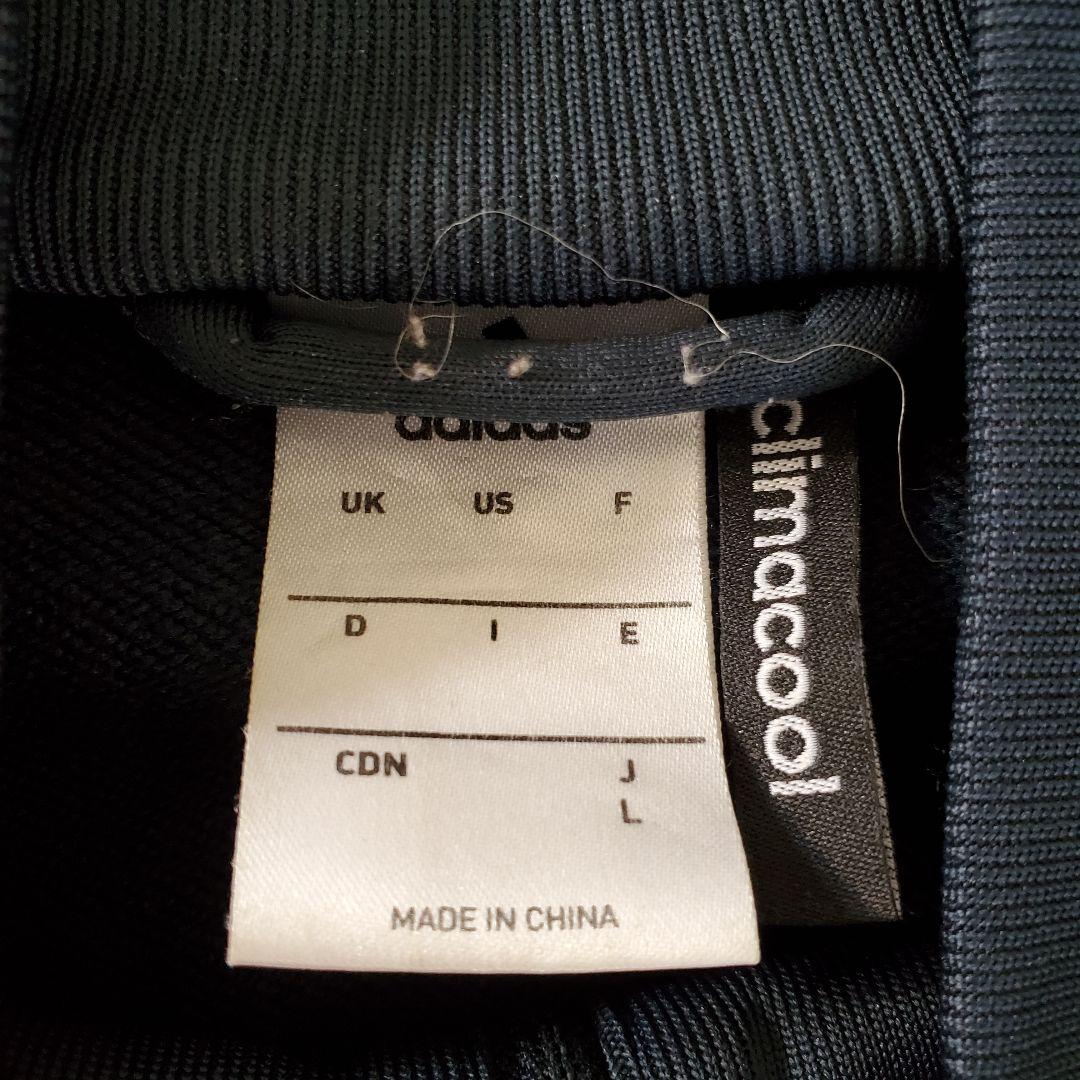 adidas
UK US F
D I E
CDN J
L
MADE IN CHINA
climacool